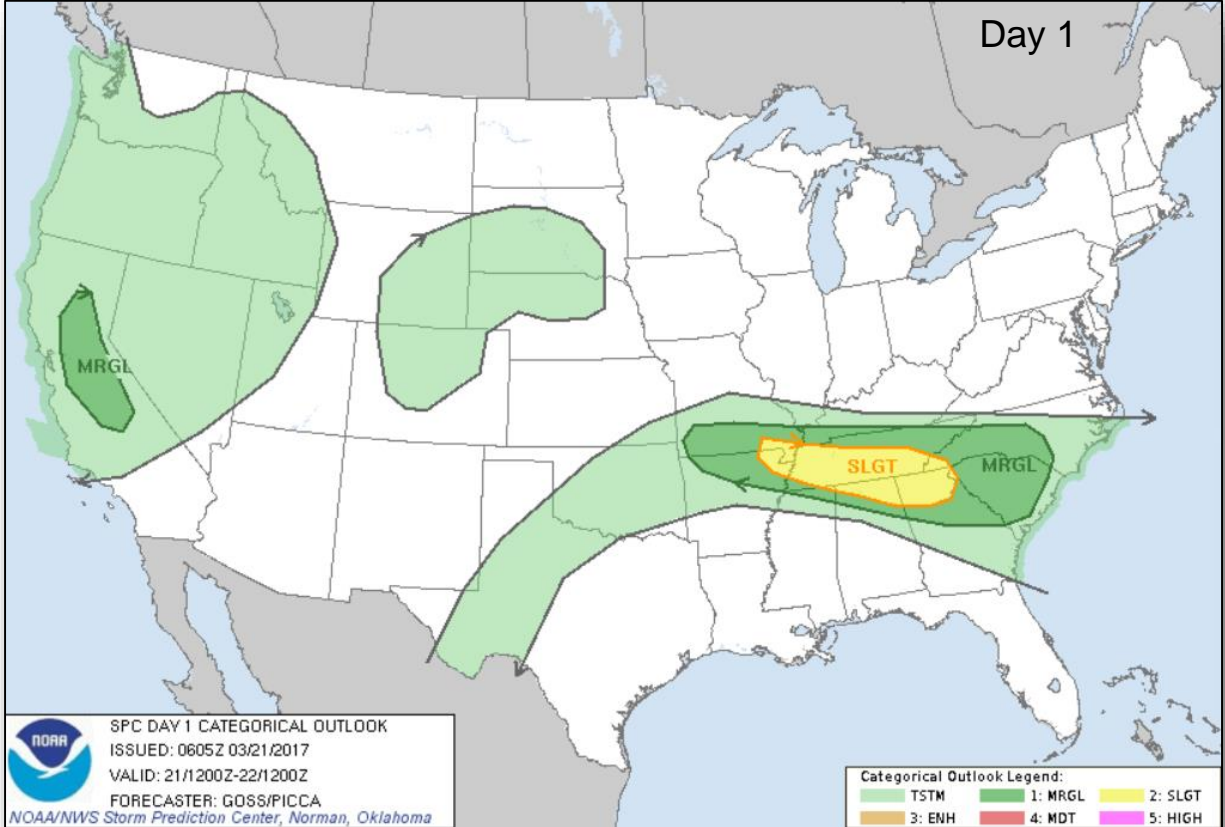 Day 1
MRGL
SLGT
MRGL
NOAA
SPC DAY 1 CATEGORICAL OUTLOOK
ISSUED: 0605Z 03/21/2017
VALID: 21/1200Z-22/1200Z
FORECASTER: GOSS/PICCA
NOAA/NWS Storm Prediction Center, Norman, Oklahoma
Categorical Outlook Legend:
TSTM 1: MRGL 2: SLGT
3: ENH 4: MDT 5: HIGH